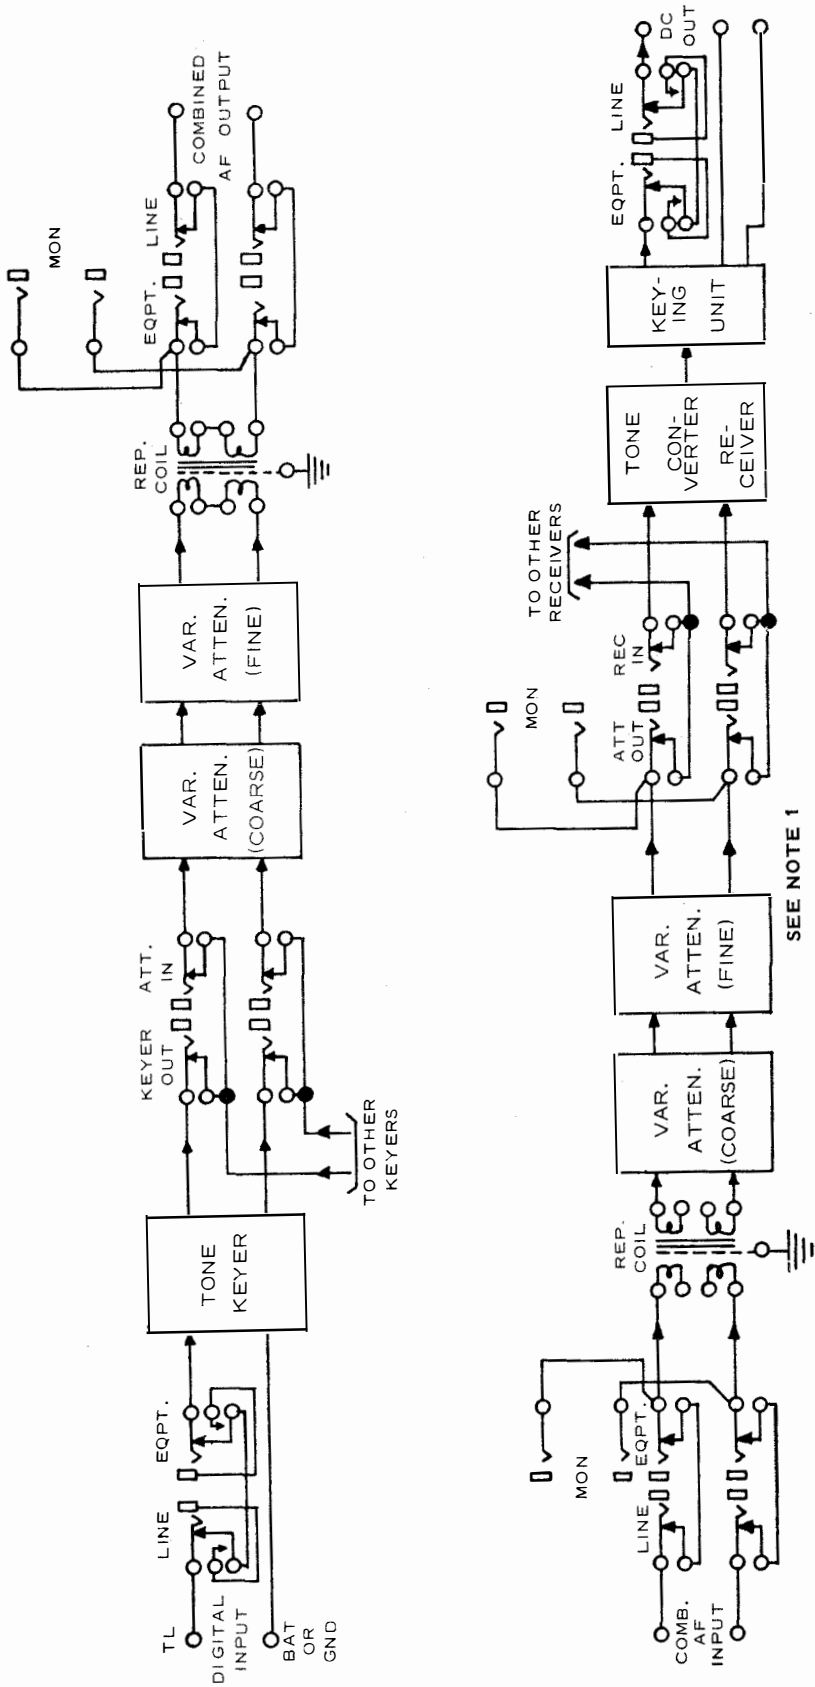 TL
DIGITAL
INPUT
BAT
OR
GND
LINE
EQPT.
TONE
KEYER
TO OTHER
KEYERS
KEYER
OUT
ATT.
IN
VAR.
ATTEN.
(COARSE)
VAR.
ATTEN.
(FINE)
REP.
COIL
MON
EQPT.
LINE
COMBINED
AF OUTPUT
COMB.
AF
INPUT
LINE
EQPT.
MON
REP.
COIL
VAR.
ATTEN.
(COARSE)
VAR.
ATTEN.
(FINE)
SEE NOTE 1
ATT
OUT
REC
IN
MON
TO OTHER
RECEIVERS
TONE
CON-
VERTER
RE-
CEIVER
KEY-
ING
UNIT
EQPT.
LINE
DC
OUT